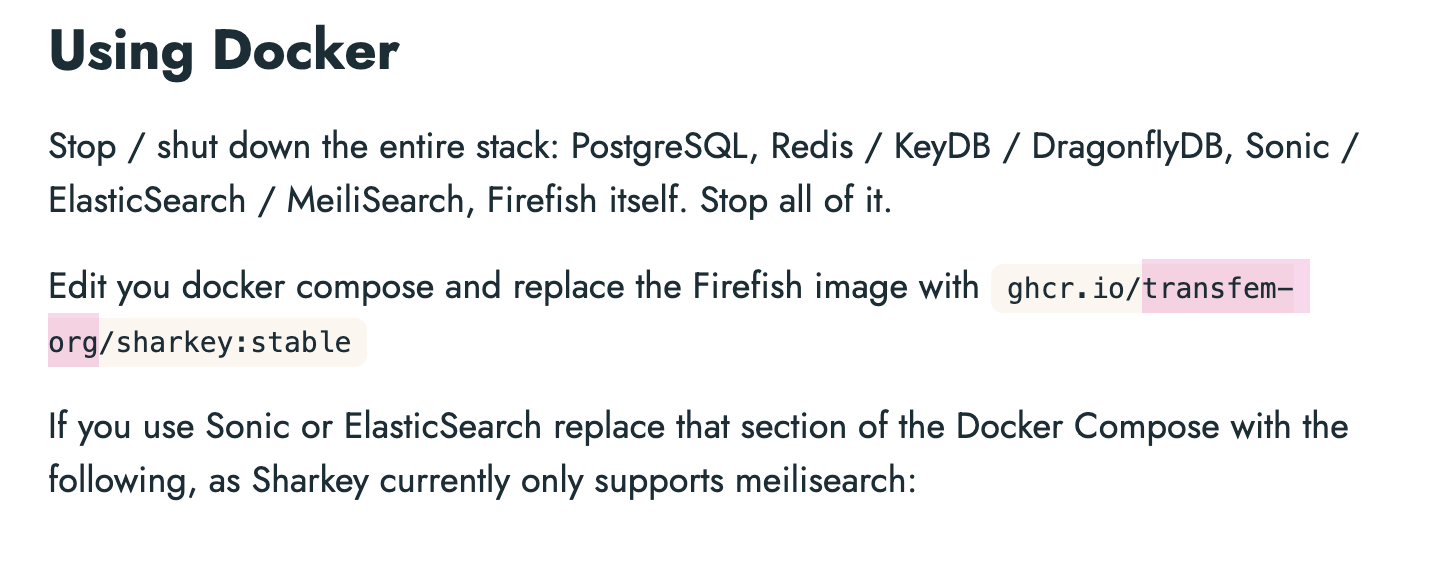 Using Docker
Stop / shut down the entire stack: PostgreSQL, Redis / KeyDB / DragonflyDB, Sonic /
ElasticSearch / MeiliSearch, Firefish itself. Stop all of it.
Edit you docker compose and replace the Firefish image with ghcr.io/transfem-
org/sharkey:stable
If you use Sonic or ElasticSearch replace that section of the Docker Compose with the
following, as Sharkey currently only supports meilisearch: